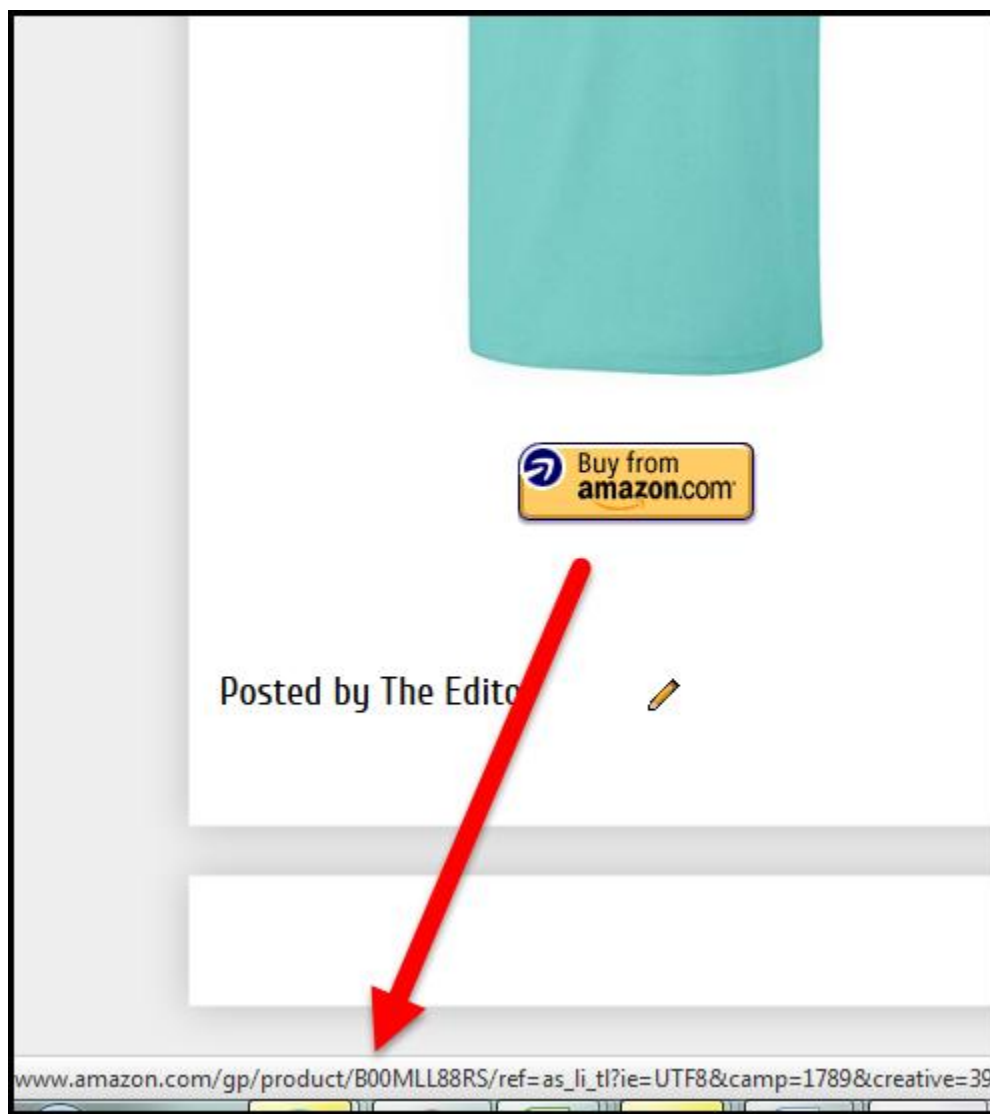 Buy from
amazon.com
Posted by The Edito
www.amazon.com/gp/product/B00MLL88RS/ref=as_li_tl?ie=UTF8&camp=1789&creative=39